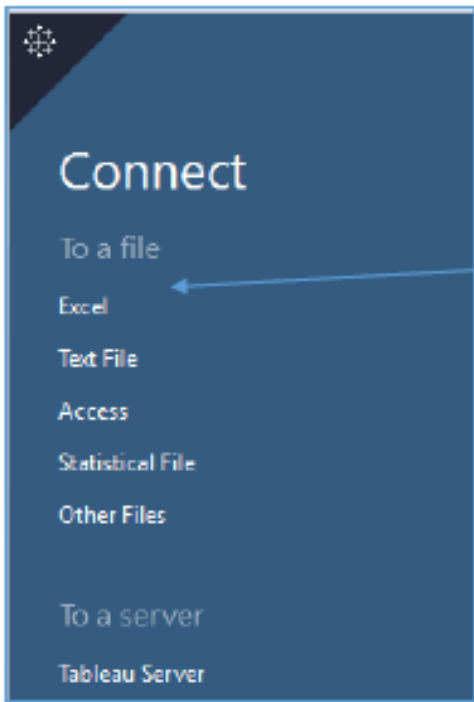 Connect
To a file
Excel
Text File
Access
Statistical File
Other Files
To a server
Tableau Server